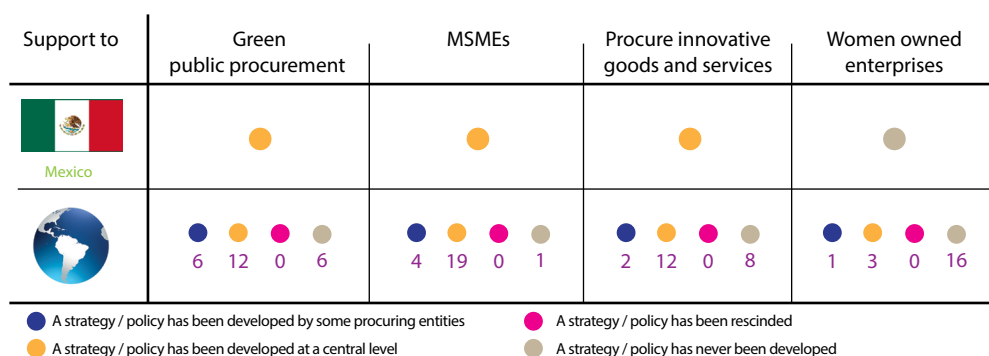 Support to
Green
public procurement
MSMEs
Procure innovative
goods and services
Women owned
enterprises
Mexico
6 12 0 6
4 19 0 1
2 12 0 8
1 3 0 16
A strategy / policy has been developed by some procuring entities
A strategy / policy has been rescinded
A strategy / policy has been developed at a central level
A strategy / policy has never been developed